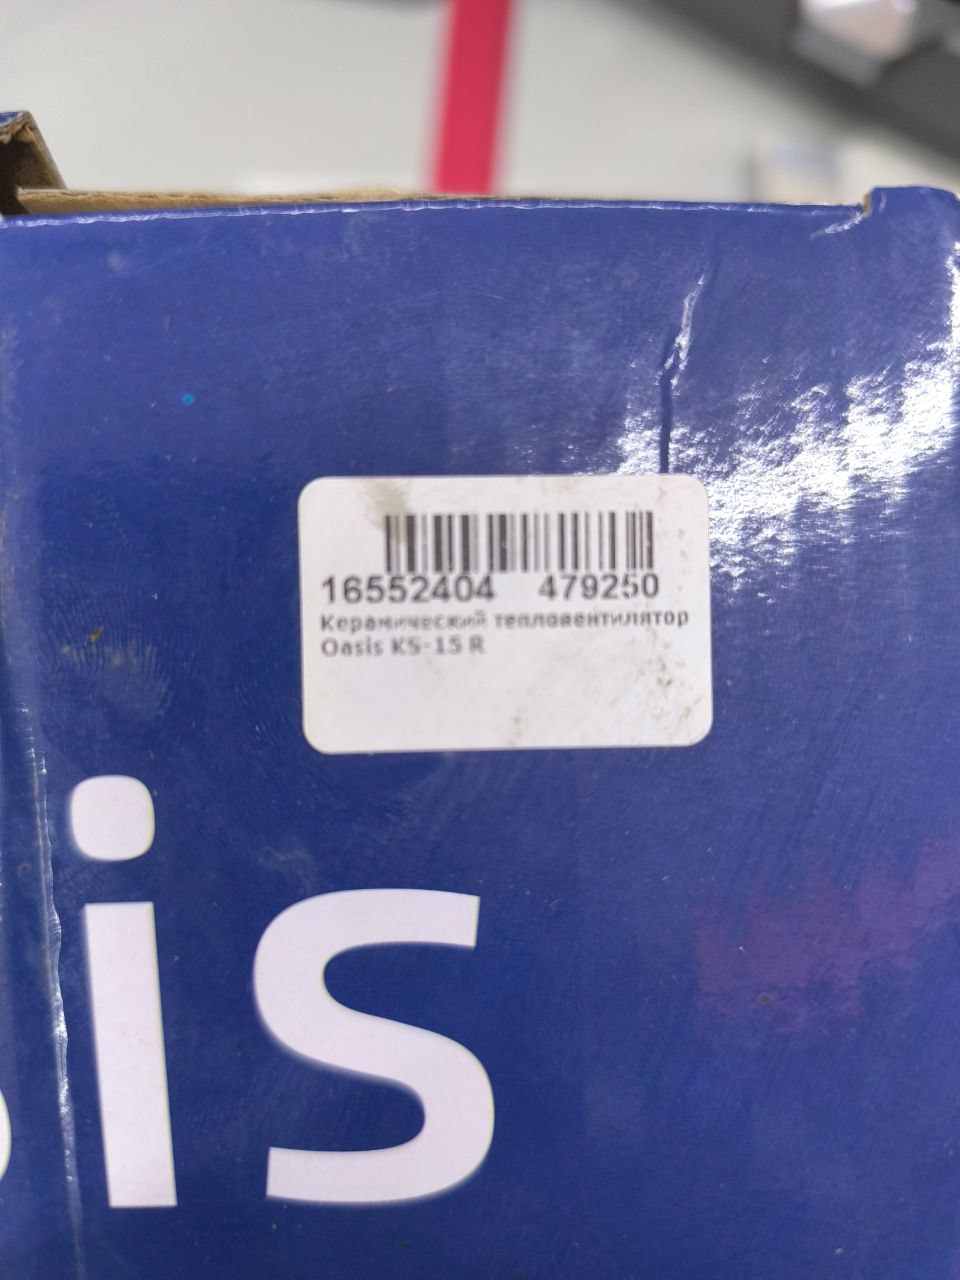 16552404 479250
Керамический тепловентилятор
Oasis KS-15 R
sis